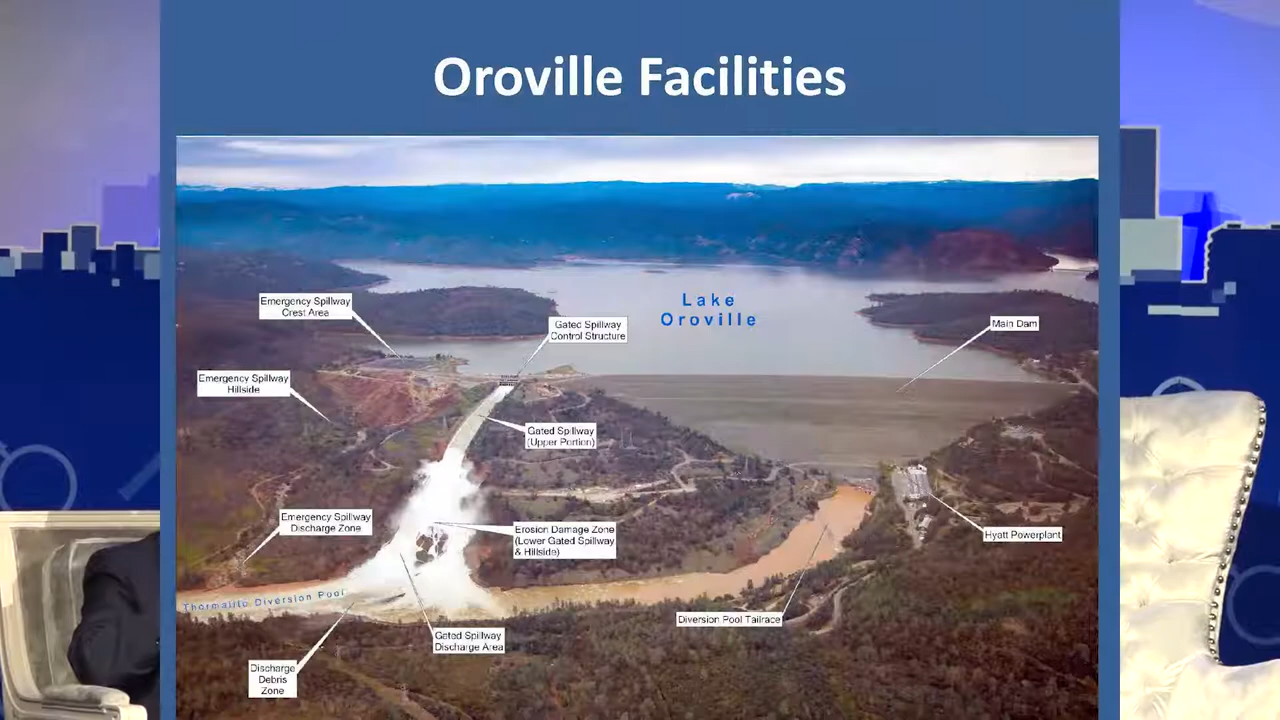 Oroville Facilities
Lake
Oroville
Emergency Spillway
Crest Area
Gated Spillway
Control Structure
Main Dam
Emergency Spillway
Hillside
Gated Spillway
(Upper Portion)
Emergency Spillway
Discharge Zone
Erosion Damage Zone
(Lower Gated Spillway
& Hillside)
Hyatt Powerplant
Thermalito Diversion Pool
Diversion Pool Tailrace
Gated Spillway
Discharge Area
Discharge
Debris
Zone